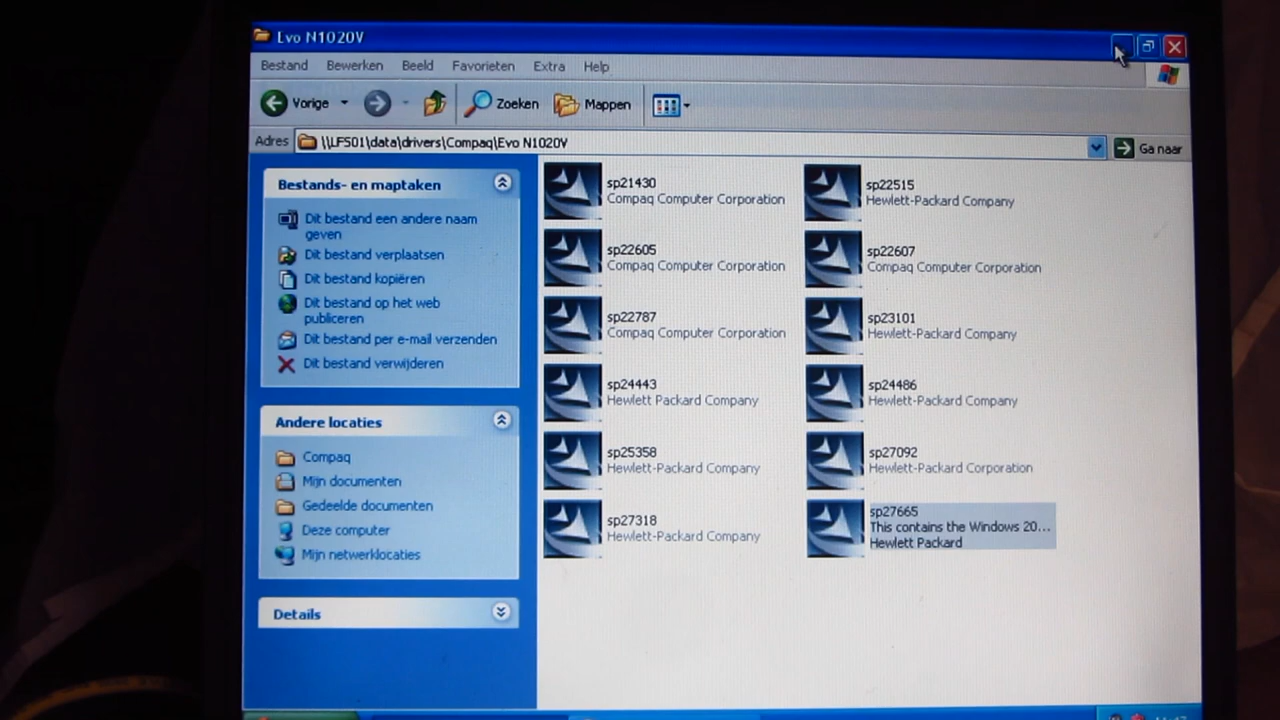 Evo N1020V
Bestand Bewerken Beeld Favorieten Extra Help
Vorige Zoeken Mappen
Adres \\LFS01\data\drivers\Compaq\Evo N1020V Ga naar
Bestands- en maptaken
Dit bestand een andere naam
geven
Dit bestand verplaatsen
Dit bestand kopiëren
Dit bestand op het web
publiceren
Dit bestand per e-mail verzenden
Dit bestand verwijderen
Andere locaties
Compaq
Mijn documenten
Gedeelde documenten
Deze computer
Mijn netwerklocaties
Details
sp21430
Compaq Computer Corporation
sp22515
Hewlett-Packard Company
sp22605
Compaq Computer Corporation
sp22607
Compaq Computer Corporation
sp22787
Compaq Computer Corporation
sp23101
Hewlett-Packard Company
sp24443
Hewlett Packard Company
sp24486
Hewlett-Packard Company
sp25358
Hewlett-Packard Company
sp27092
Hewlett-Packard Corporation
sp27318
Hewlett-Packard Company
sp27665
This contains the Windows 20...
Hewlett Packard